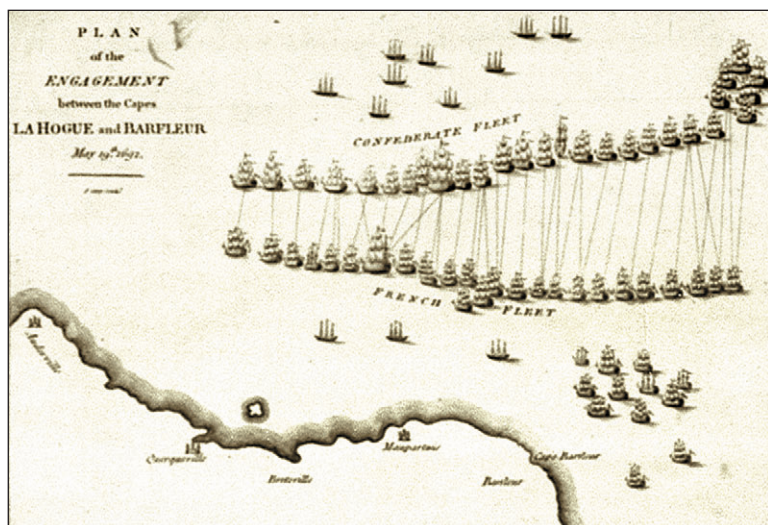 PLAN
of the
ENGAGEMENT
between the Capes
LA HOGUE and BARFLEUR
May 19th 1692.
CONFEDERATE FLEET
FRENCH FLEET
Auderville
Cape Barfleur
Barfleur